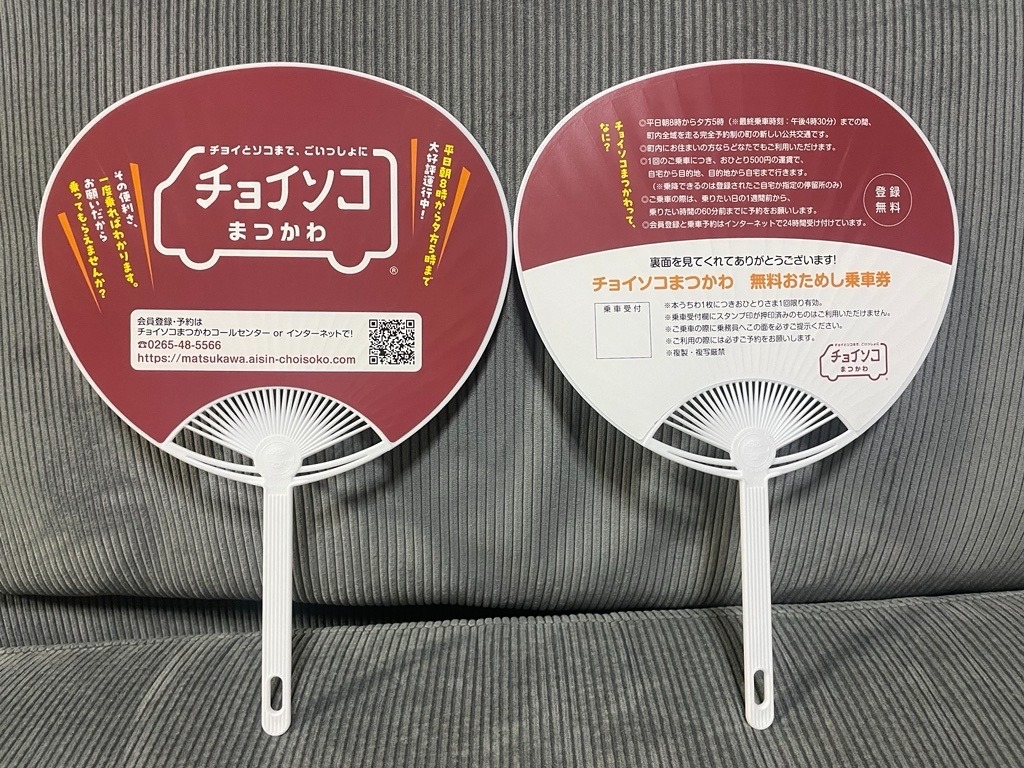 チョイとソコまで、ごいっしょに
チョイソコ
まつかわ
®
平日朝8時から夕方5時まで
大好評運行中!
その便利さ、
一度乗ればわかります。
お願いだから
乗ってもらえませんか?
会員登録・予約は
チョイソコまつかわコールセンター or インターネットで!
☎0265-48-5566
https://matsukawa.aisin-choisoko.com
チョイソコまつかわって、
なに?
◎平日朝8時から夕方5時(※最終乗車時刻:午後4時30分)までの間、
町内全域を走る完全予約制の町の新しい公共交通です。
◎町内にお住まいの方ならどなたでもご利用いただけます。
◎1回のご乗車につき、おひとり500円の運賃で、
自宅から目的地、目的地から自宅まで行きます。
(※乗降できるのは登録されたご自宅か指定の停留所のみ)
◎ご乗車の際は、乗りたい日の1週間前から、
乗りたい時間の60分前までに予約をお願いします。
◎会員登録と乗車予約はインターネットで24時間受け付けています。
登録
無料
裏面を見てくれてありがとうございます!
チョイソコまつかわ 無料おためし乗車券
乗車受付
※本うちわ1枚につきおひとりさま1回限り有効。
※乗車受付欄にスタンプ印が押印済みのものはご利用いただけません。
※ご乗車の際に乗務員へこの面を必ずご提示ください。
※ご利用の際には必ずご予約をお願いします。
※複製・複写厳禁
チョイとソコまで、ごいっしょに
チョイソコ
まつかわ
®